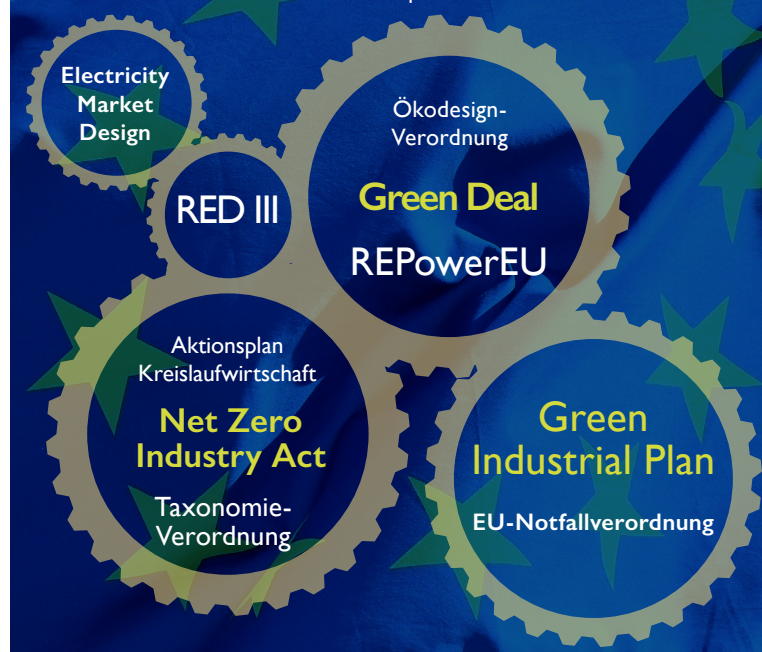 Electricity
Market
Design
Ökodesign-
Verordnung
RED III
Green Deal
REPowerEU
Aktionsplan
Kreislaufwirtschaft
Net Zero
Industry Act
Taxonomie-
Verordnung
Green
Industrial Plan
EU-Notfallverordnung